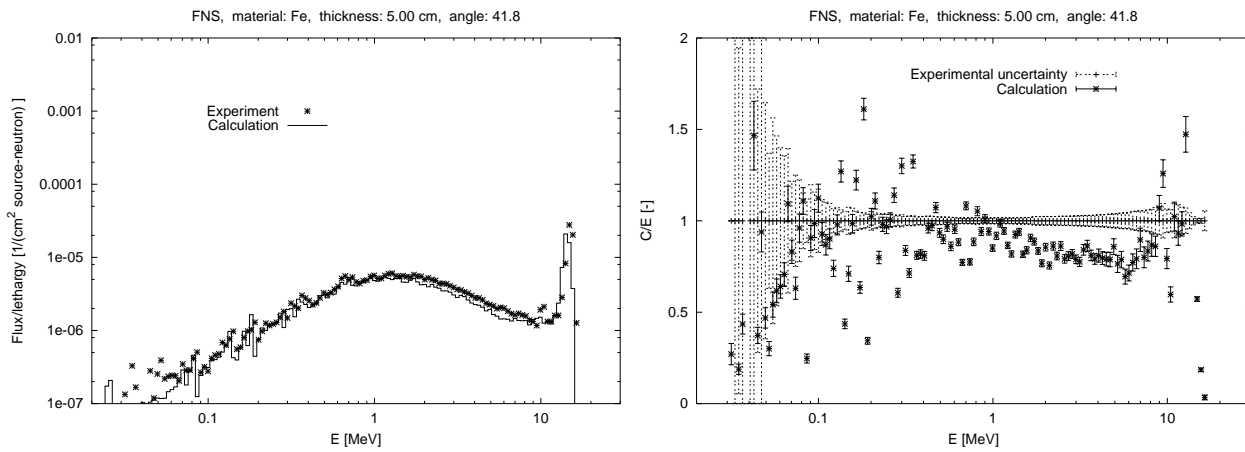 FNS, material: Fe, thickness: 5.00 cm, angle: 41.8
0.01
0.001
0.0001
1e-05
1e-06
1e-07
Flux/lethargy [1/(cm² source-neutron) ]
Experiment
Calculation
0.1
1
10
E [MeV]
FNS, material: Fe, thickness: 5.00 cm, angle: 41.8
2
1.5
1
0.5
0
C/E [-]
Experimental uncertainty
Calculation
0.1
1
10
E [MeV]